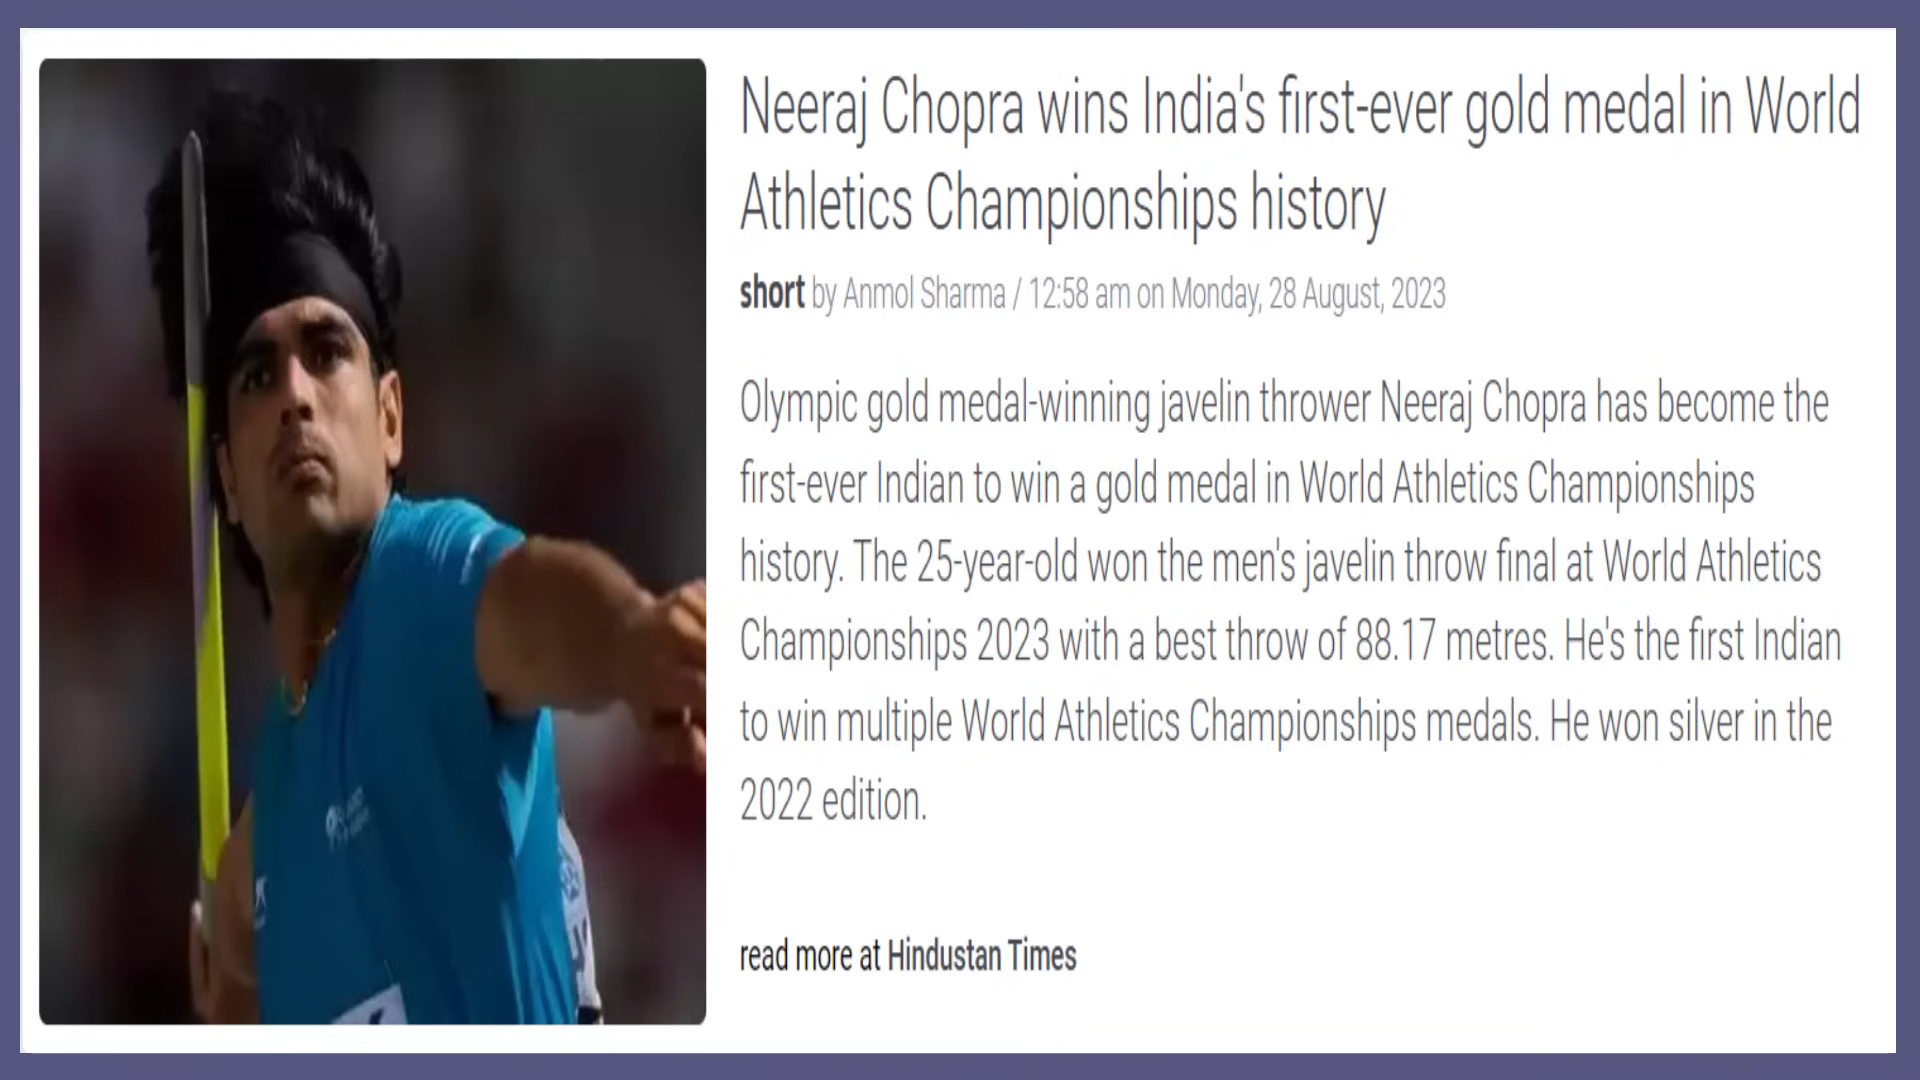 Neeraj Chopra wins India's first-ever gold medal in World
Athletics Championships history
short by Anmol Sharma / 12:58 am on Monday, 28 August, 2023
Olympic gold medal-winning javelin thrower Neeraj Chopra has become the
first-ever Indian to win a gold medal in World Athletics Championships
history. The 25-year-old won the men's javelin throw final at World Athletics
Championships 2023 with a best throw of 88.17 metres. He's the first Indian
to win multiple World Athletics Championships medals. He won silver in the
2022 edition.
read more at Hindustan Times